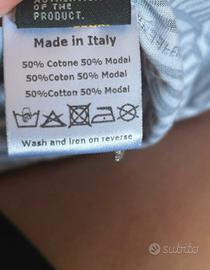 OF THE
PRODUCT.
Made in Italy
50% Cotone 50% Modal
50%Coton 50% Modal
50%Cotton 50% Modal
Wash and Iron on reverse
subito